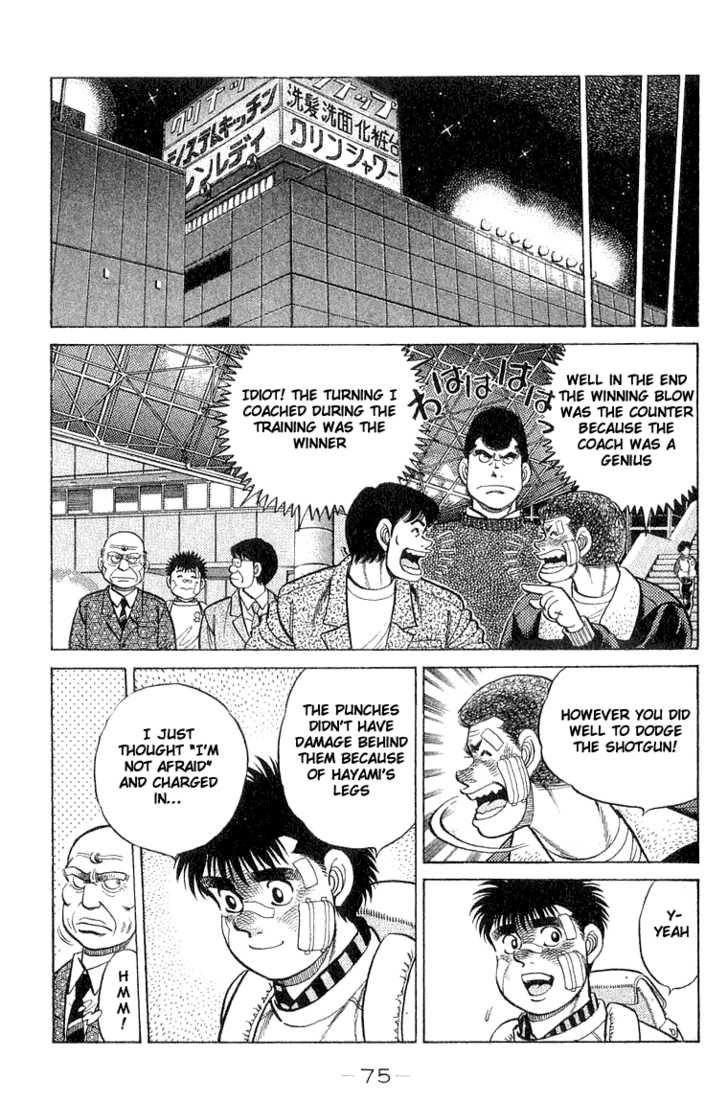 クリナップ
システムキッチン
洗髪洗面化粧台
クリンシャワー
WELL IN THE END
THE WINNING BLOW
WAS THE COUNTER
BECAUSE THE
COACH WAS A
GENIUS
わははははっ
IDIOT! THE TURNING I
COACHED DURING THE
TRAINING WAS THE
WINNER
HOWEVER YOU DID
WELL TO DODGE
THE SHOTGUN!
Y-
YEAH
THE PUNCHES
DIDN'T HAVE
DAMAGE BEHIND
THEM BECAUSE
OF HAYAMI'S
LEGS
I JUST
THOUGHT "I'M
NOT AFRAID"
AND CHARGED
IN...
HMM!
- 75 -